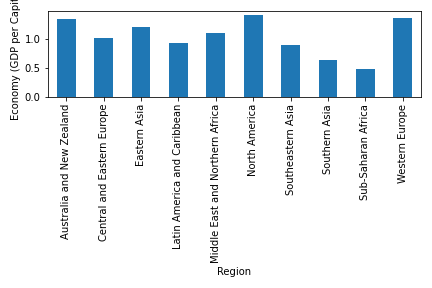 Economy (GDP per Capit
1.0
0.5
0.0
Australia and New Zealand
Central and Eastern Europe
Eastern Asia
Latin America and Caribbean
Middle East and Northern Africa
North America
Southeastern Asia
Southern Asia
Sub-Saharan Africa
Western Europe
Region